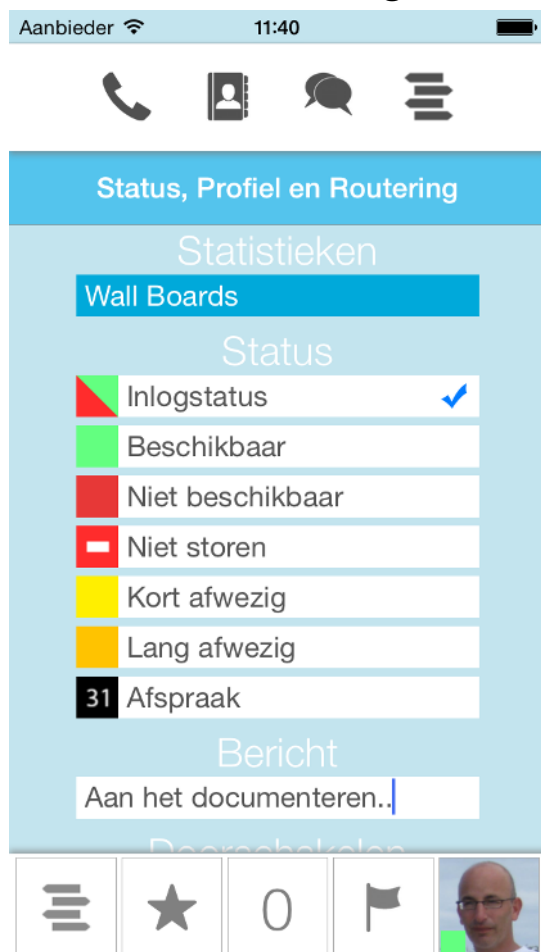 Aanbieder 11:40
Status, Profiel en Routering
Statistieken
Wall Boards
Status
Inlogstatus
Beschikbaar
Niet beschikbaar
Niet storen
Kort afwezig
Lang afwezig
31 Afspraak
Bericht
Aan het documenteren..
Doorschakelen
0